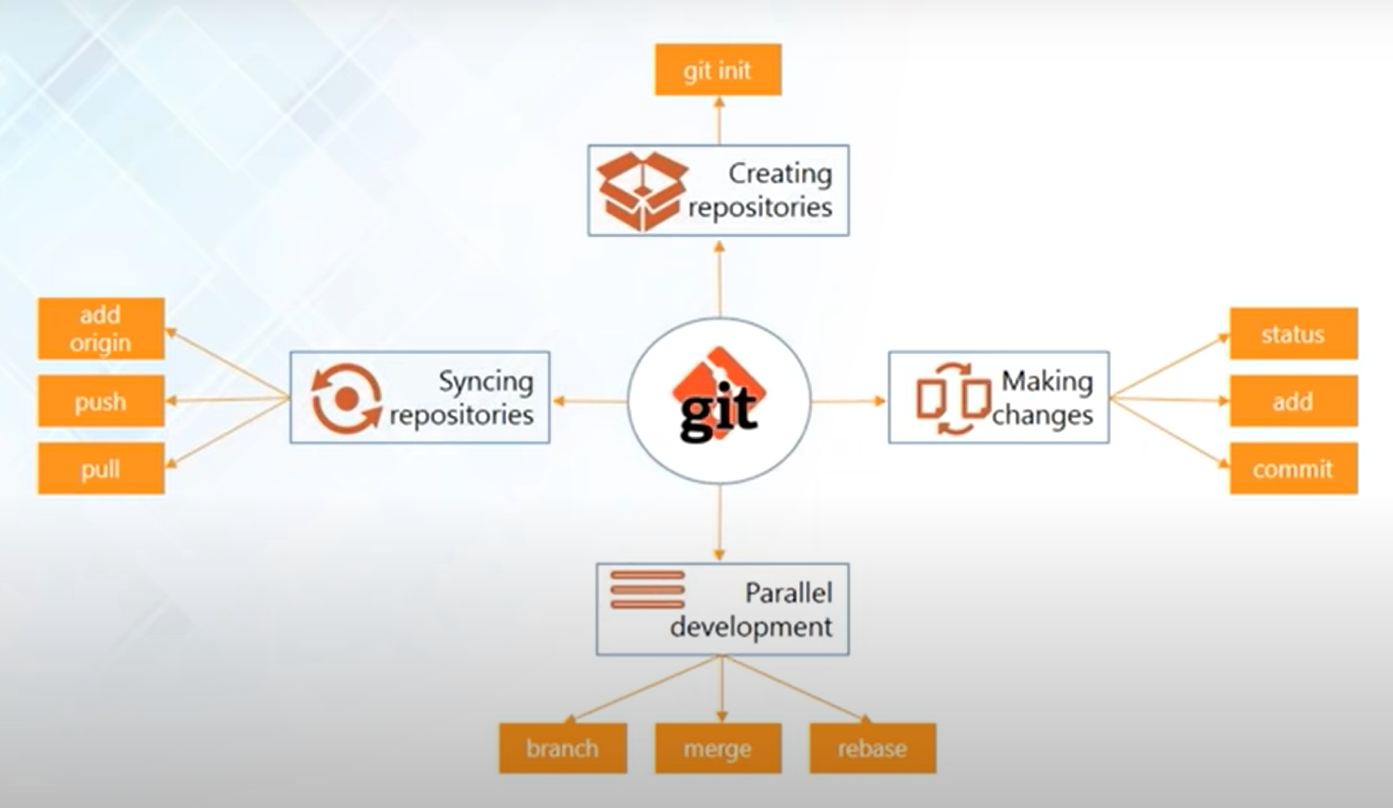 git init
Creating
repositories
add
origin
push
pull
Syncing
repositories
git
Making
changes
status
add
commit
Parallel
development
branch
merge
rebase